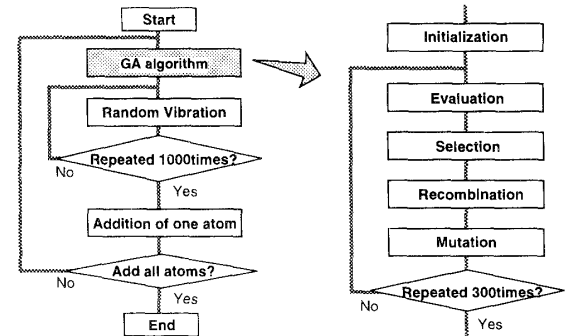 Start
GA algorithm
Random Vibration
Repeated 1000times?
No
Yes
Addition of one atom
Add all atoms?
No
Yes
End
Initialization
Evaluation
Selection
Recombination
Mutation
Repeated 300times?
No
Yes